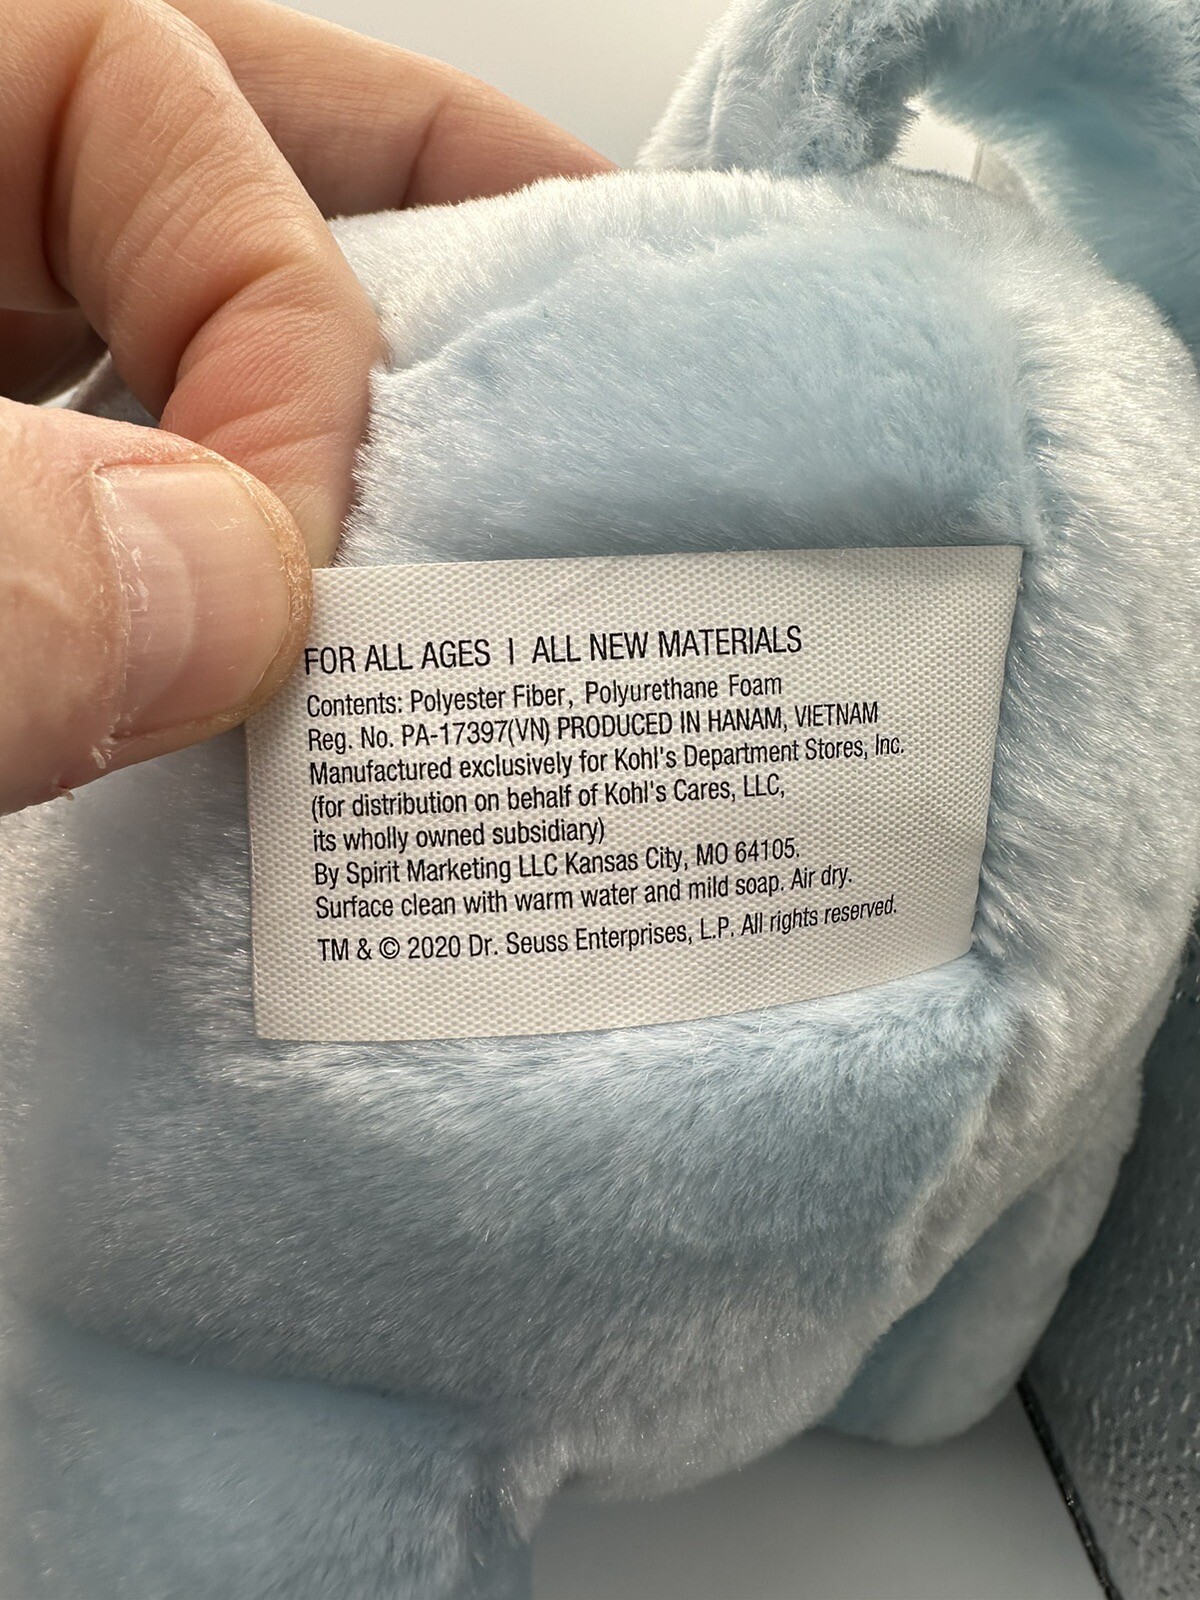 FOR ALL AGES | ALL NEW MATERIALS
Contents: Polyester Fiber, Polyurethane Foam
Reg. No. PA-17397(VN) PRODUCED IN HANAM, VIETNAM
Manufactured exclusively for Kohl's Department Stores, Inc.
(for distribution on behalf of Kohl's Cares, LLC,
its wholly owned subsidiary)
By Spirit Marketing LLC Kansas City, MO 64105.
Surface clean with warm water and mild soap. Air dry.
TM & © 2020 Dr. Seuss Enterprises, L.P. All rights reserved.